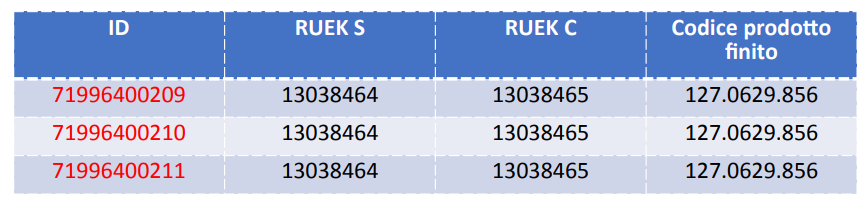 ID RUEK S RUEK C Codice prodotto
finito
71996400209 13038464 13038465 127.0629.856
71996400210 13038464 13038465 127.0629.856
71996400211 13038464 13038465 127.0629.856